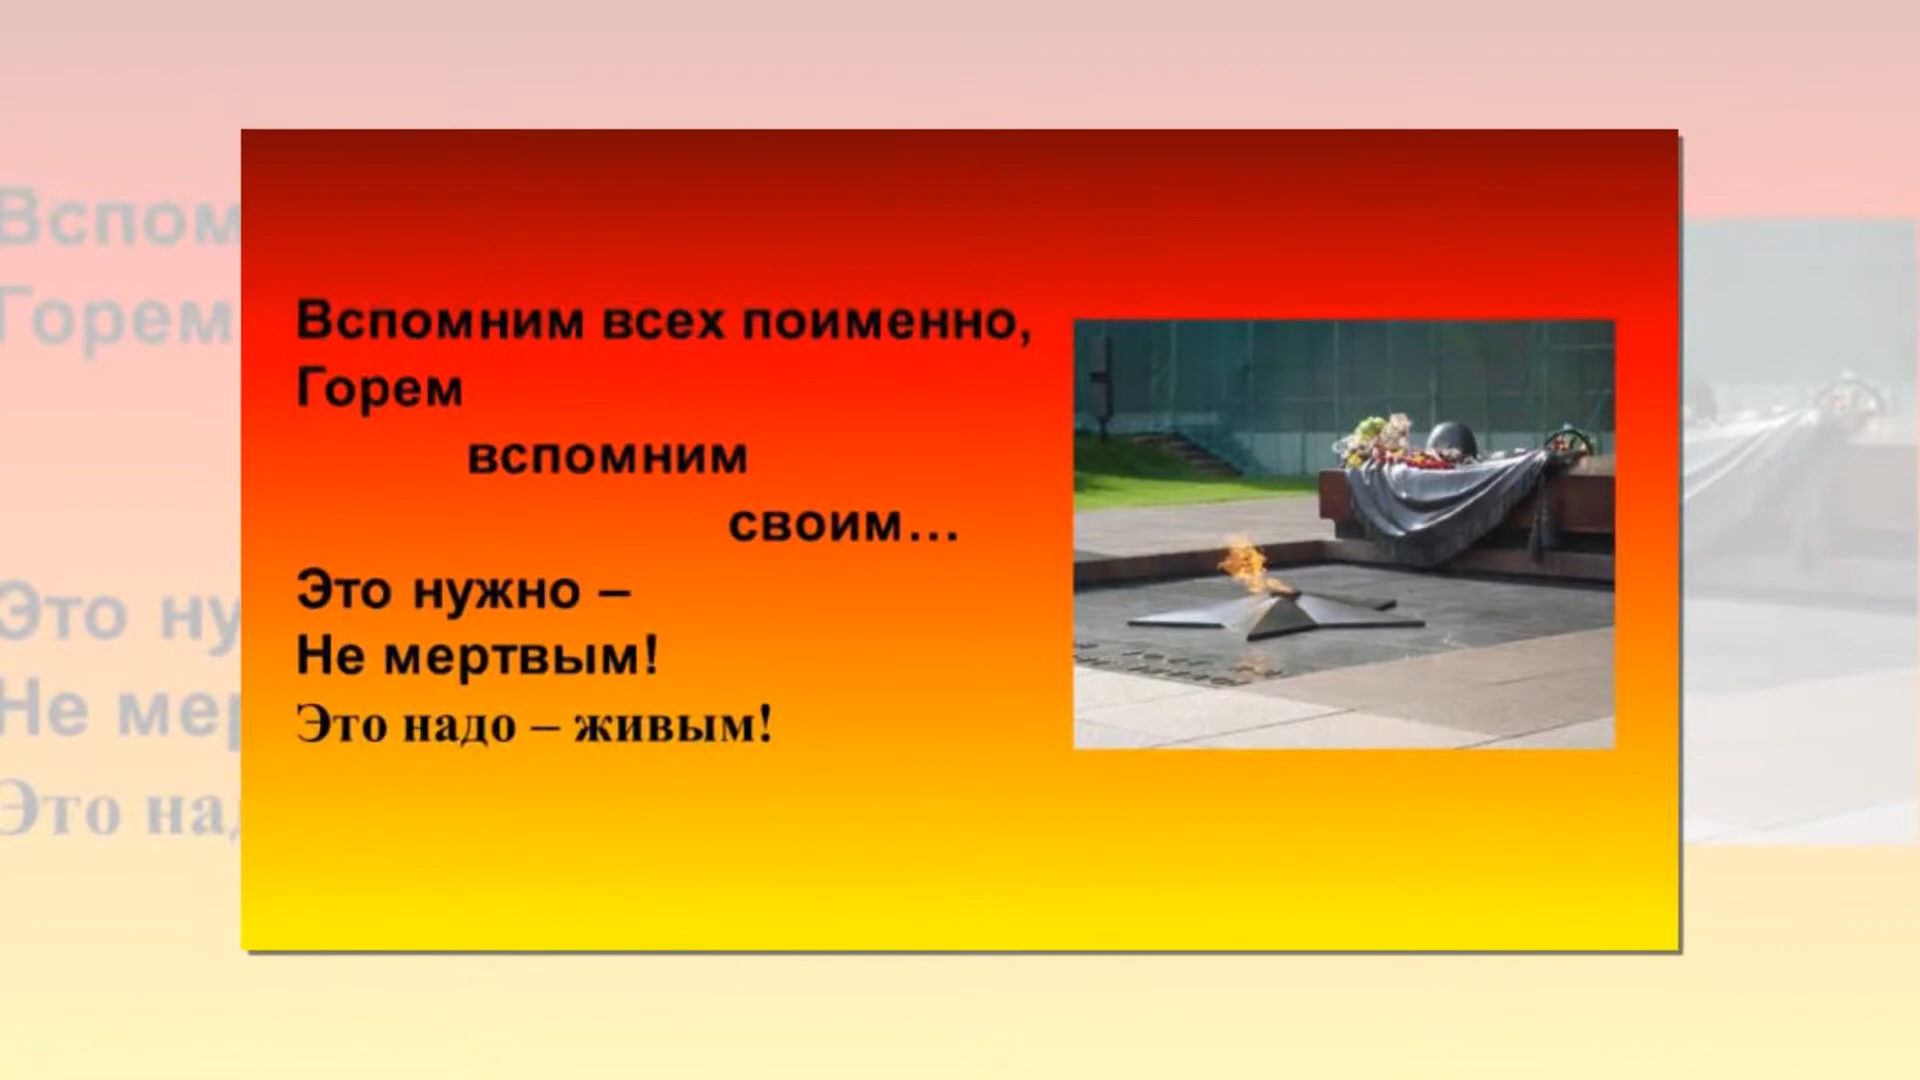 Вспомним всех поименно,
Горем
вспомним
своим...
Это нужно –
Не мертвым!
Это надо – живым!